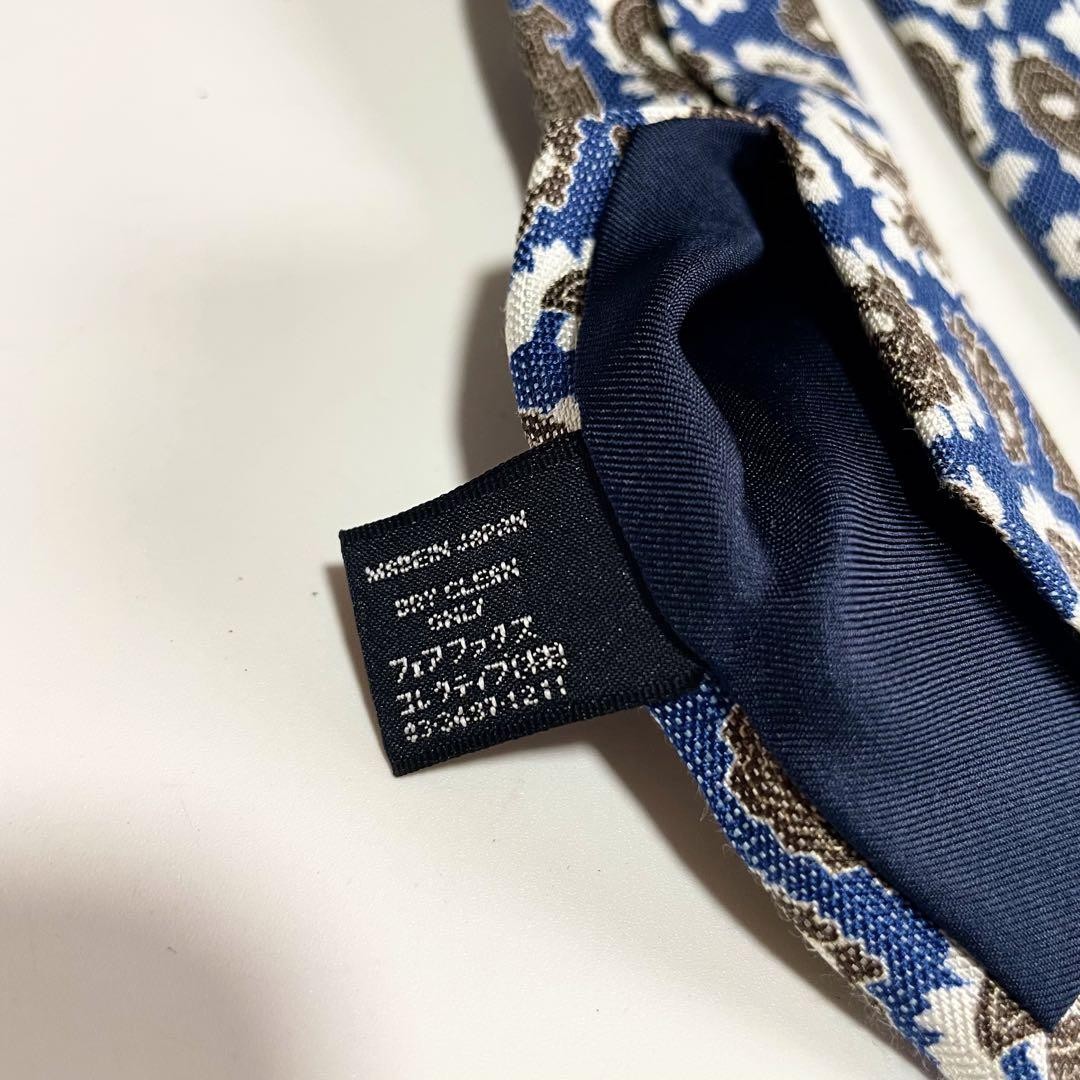 MADE IN JAPAN
DRY CLEAN
ONLY
フェアファックス
コレクティブ(株)
03-3497-1281